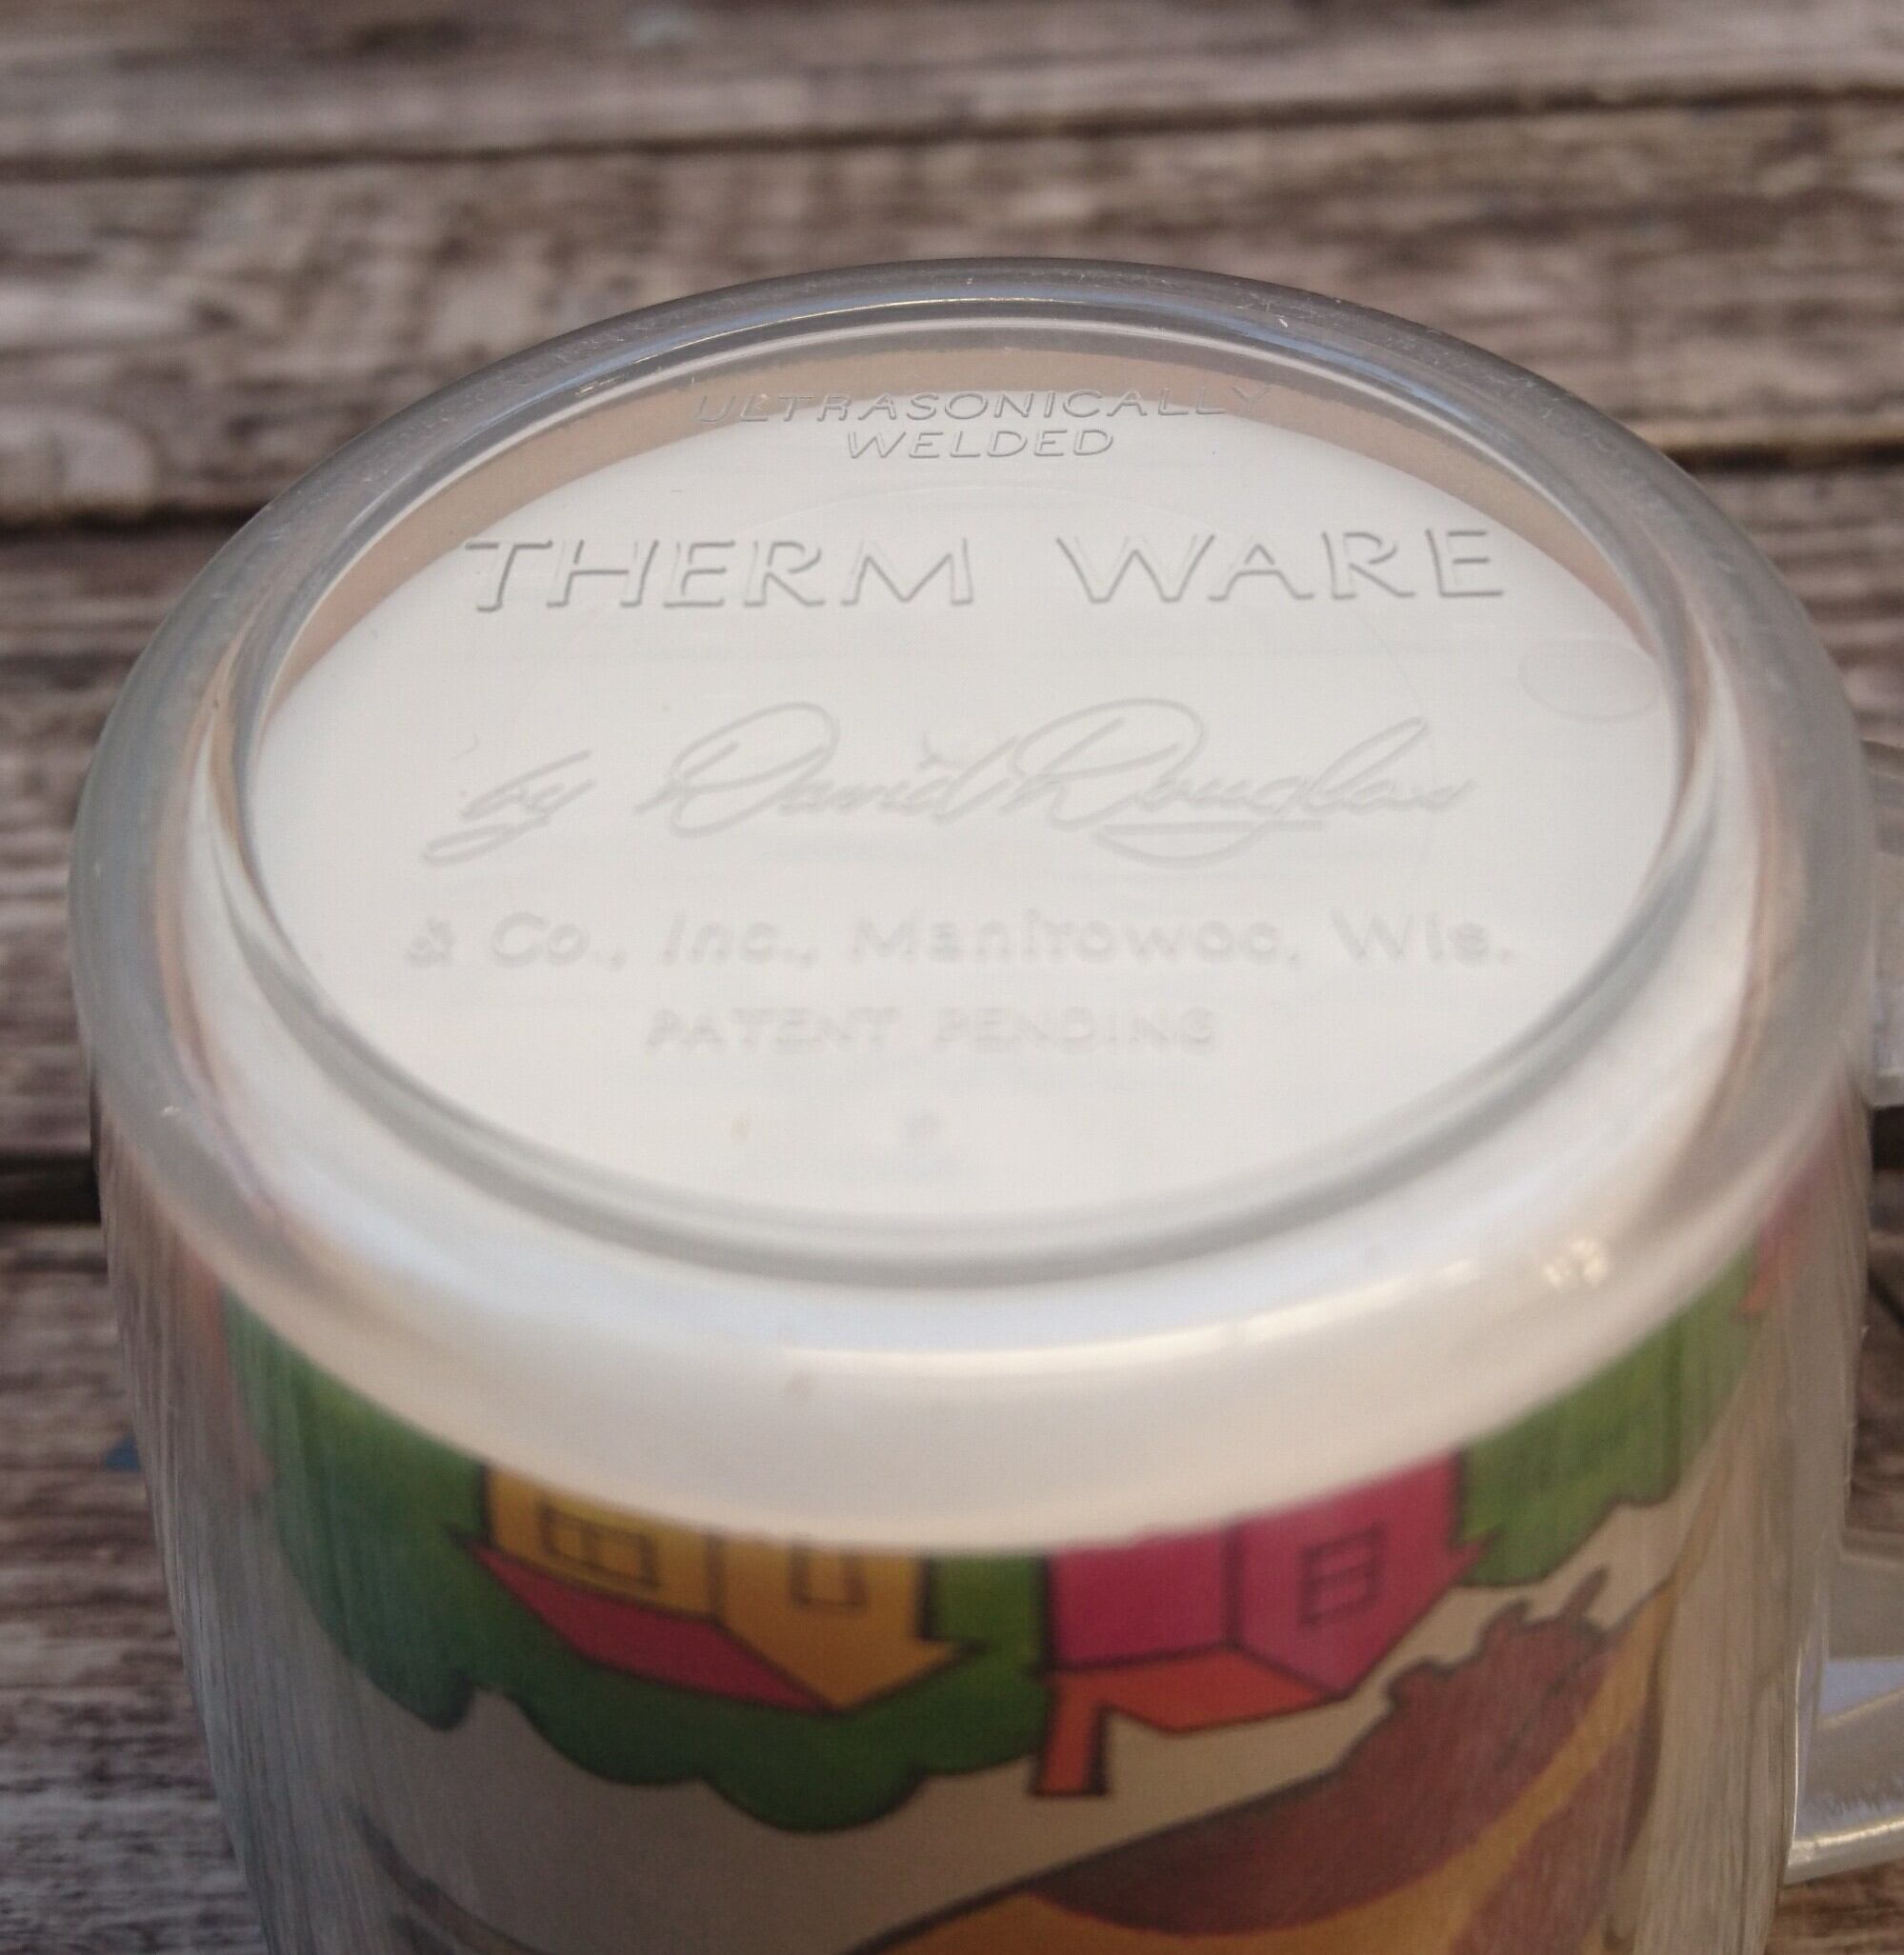 ULTRASONICALLY
WELDED
THERM WARE
by David Douglas
& Co., Inc., Manitowoc, Wis.
PATENT PENDING